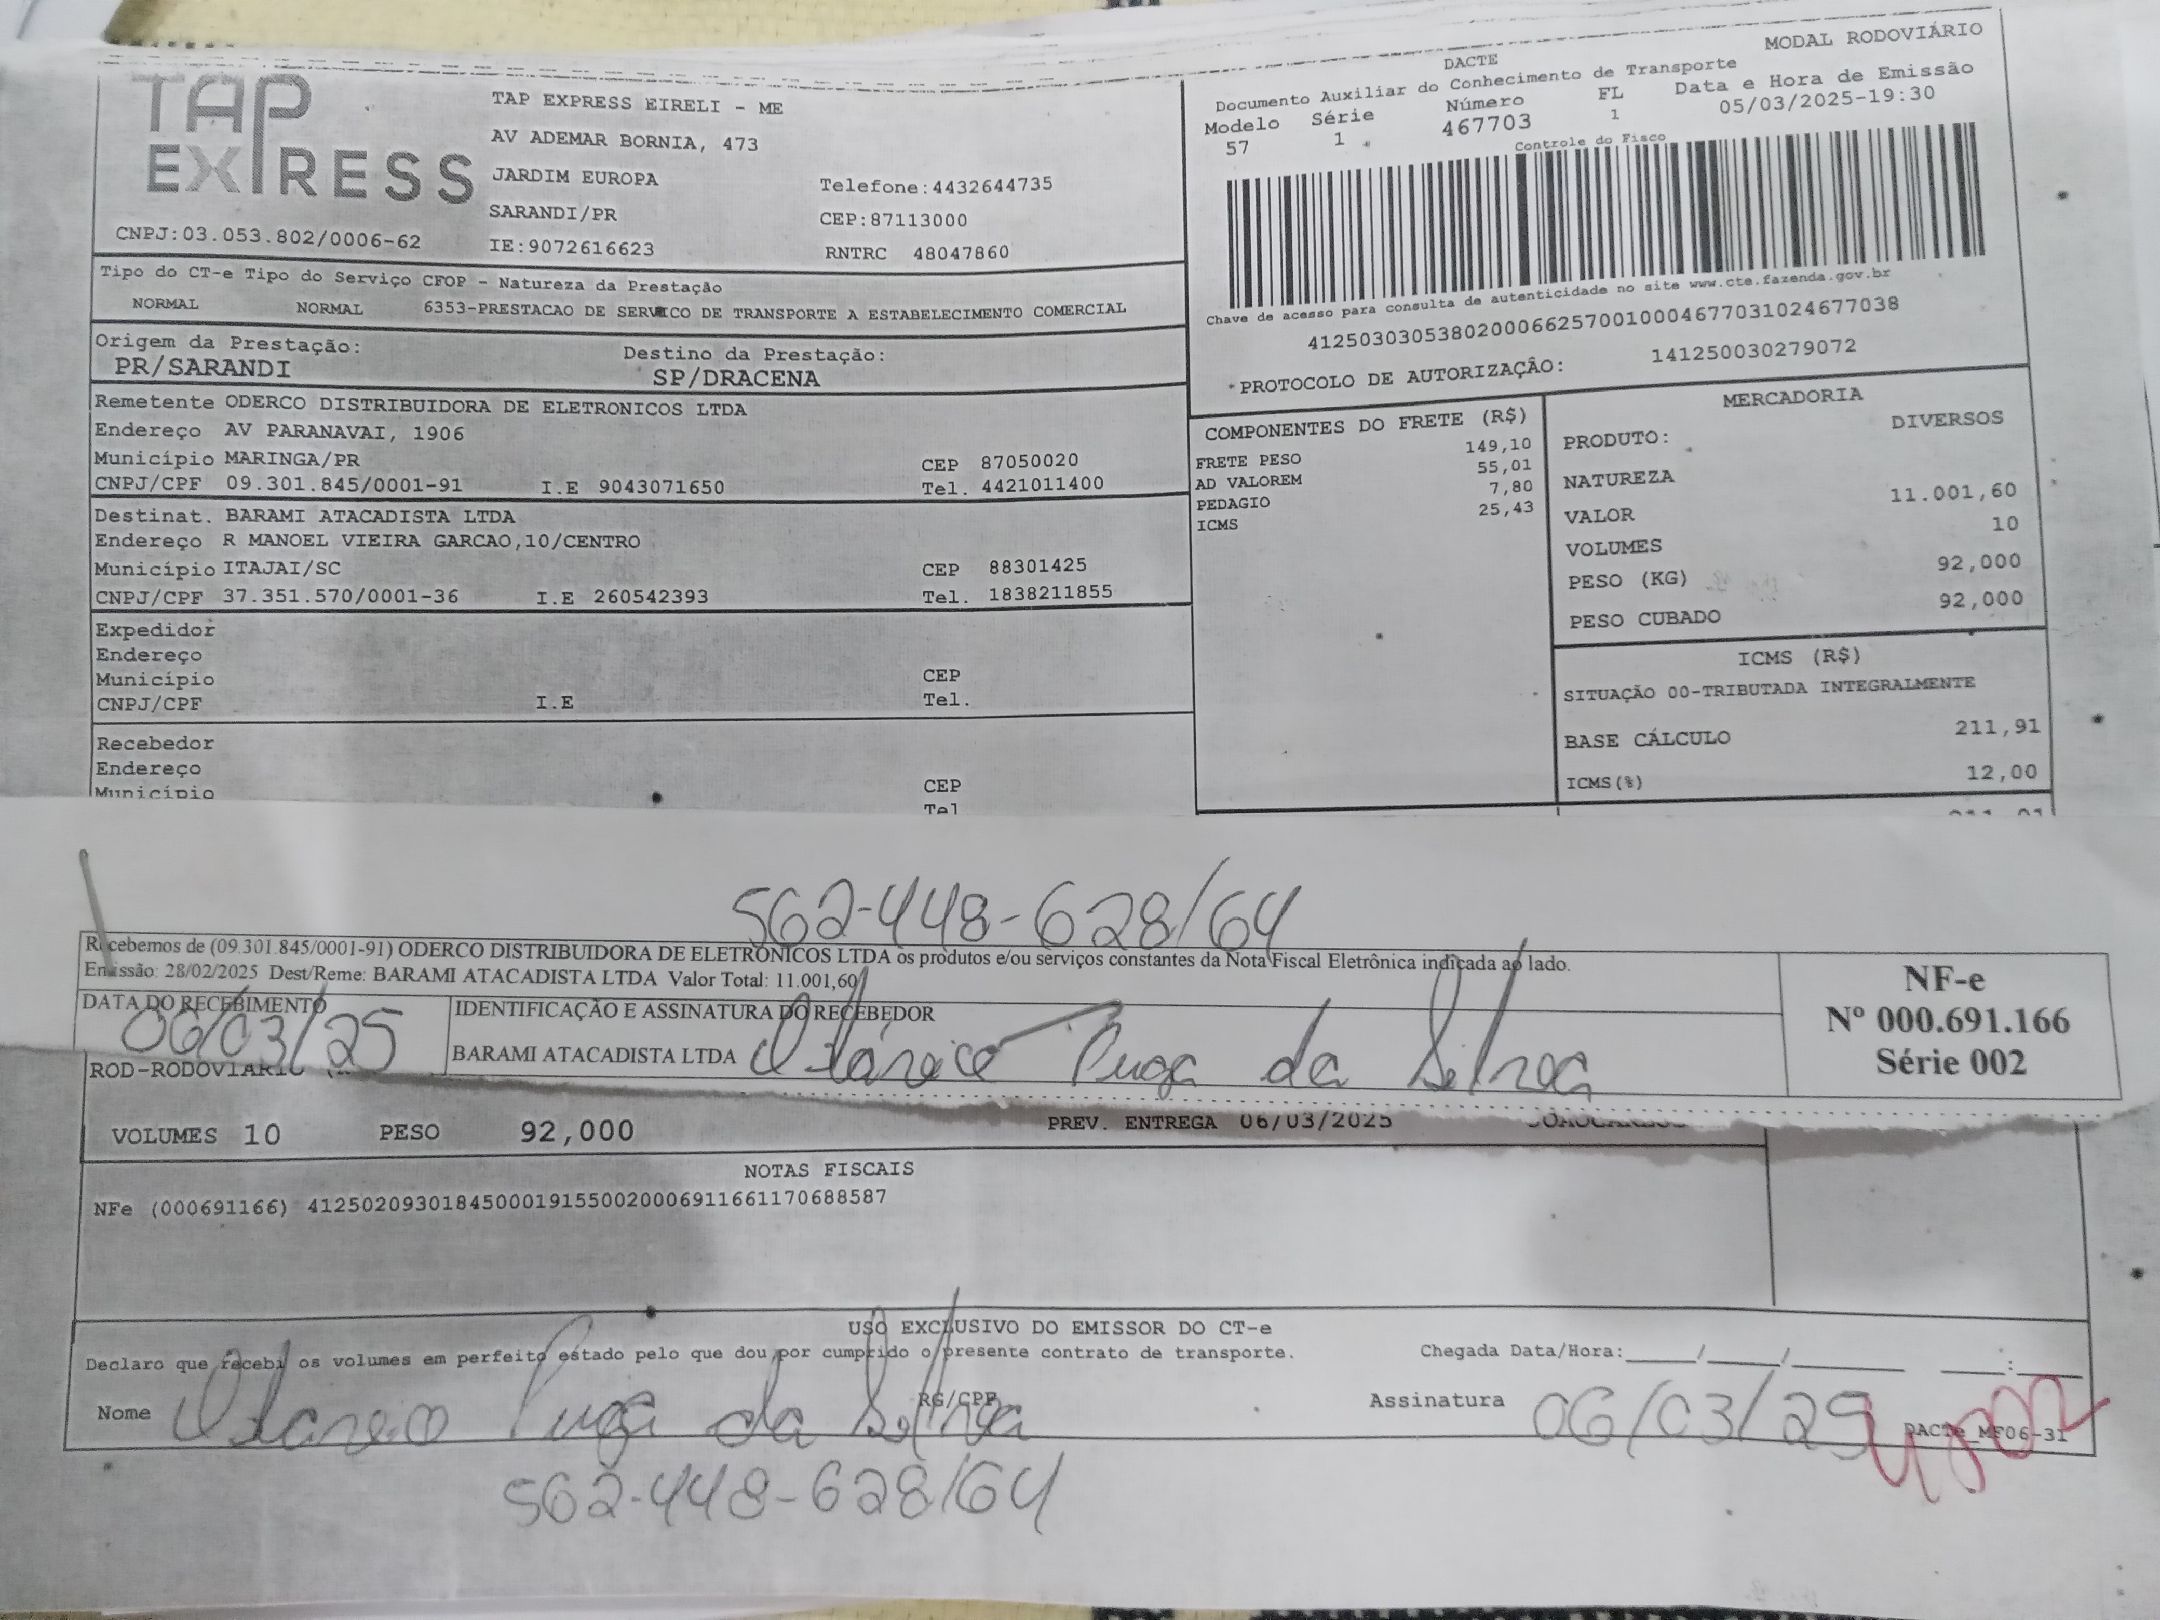 TAP EXPRESS
TAP EXPRESS EIRELI - ME
AV ADEMAR BORNIA, 473
JARDIM EUROPA Telefone:4432644735
SARANDI/PR CEP:87113000
CNPJ:03.053.802/0006-62 IE:9072616623 RNTRC 48047860
MODAL RODOVIÁRIO
DACTE
Documento Auxiliar do Conhecimento de Transporte
Modelo Série Número FL Data e Hora de Emissão
57 1 467703 1 05/03/2025-19:30
Controle do Fisco
Chave de acesso para consulta de autenticidade no site www.cte.fazenda.gov.br
41250303053802000662570010004677031024677038
PROTOCOLO DE AUTORIZAÇÂO: 141250030279072
Tipo do CT-e Tipo do Serviço CFOP - Natureza da Prestação
NORMAL NORMAL 6353-PRESTACAO DE SERVICO DE TRANSPORTE A ESTABELECIMENTO COMERCIAL
Origem da Prestação: Destino da Prestação:
PR/SARANDI SP/DRACENA
Remetente ODERCO DISTRIBUIDORA DE ELETRONICOS LTDA
Endereço AV PARANAVAI, 1906
Município MARINGA/PR CEP 87050020
CNPJ/CPF 09.301.845/0001-91 I.E 9043071650 Tel. 4421011400
Destinat. BARAMI ATACADISTA LTDA
Endereço R MANOEL VIEIRA GARCAO,10/CENTRO
Município ITAJAI/SC CEP 88301425
CNPJ/CPF 37.351.570/0001-36 I.E 260542393 Tel. 1838211855
Expedidor
Endereço
Município CEP
CNPJ/CPF I.E Tel.
Recebedor
Endereço
Município CEP
Tel
COMPONENTES DO FRETE (R$)
FRETE PESO 149,10
AD VALOREM 55,01
PEDAGIO 7,80
ICMS 25,43
MERCADORIA
PRODUTO: DIVERSOS
NATUREZA
VALOR 11.001,60
VOLUMES 10
PESO (KG) 92,000
PESO CUBADO 92,000
ICMS (R$)
SITUAÇÃO 00-TRIBUTADA INTEGRALMENTE
BASE CÁLCULO 211,91
ICMS(%) 12,00
562-448-628/64
Recebemos de (09.301.845/0001-91) ODERCO DISTRIBUIDORA DE ELETRÔNICOS LTDA os produtos e/ou serviços constantes da Nota Fiscal Eletrônica indicada ao lado.
Emissão: 28/02/2025 Dest/Reme: BARAMI ATACADISTA LTDA Valor Total: 11.001,60
DATA DO RECEBIMENTO IDENTIFICAÇÃO E ASSINATURA DO RECEBEDOR
06/03/25 BARAMI ATACADISTA LTDA da Silva
NF-e
Nº 000.691.166
Série 002
ROD-RODOVIARIO
VOLUMES 10 PESO 92,000 PREV. ENTREGA 06/03/2025
NOTAS FISCAIS
NFe (000691166) 41250209301845000191550020006911661170688587
USO EXCLUSIVO DO EMISSOR DO CT-e
Declaro que recebi os volumes em perfeito estado pelo que dou por cumprido o presente contrato de transporte. Chegada Data/Hora:____/____/______ ____:____
Nome da Silva RG/CPF Assinatura 06/03/25
DACTE_MF06-31
562-448-628/64